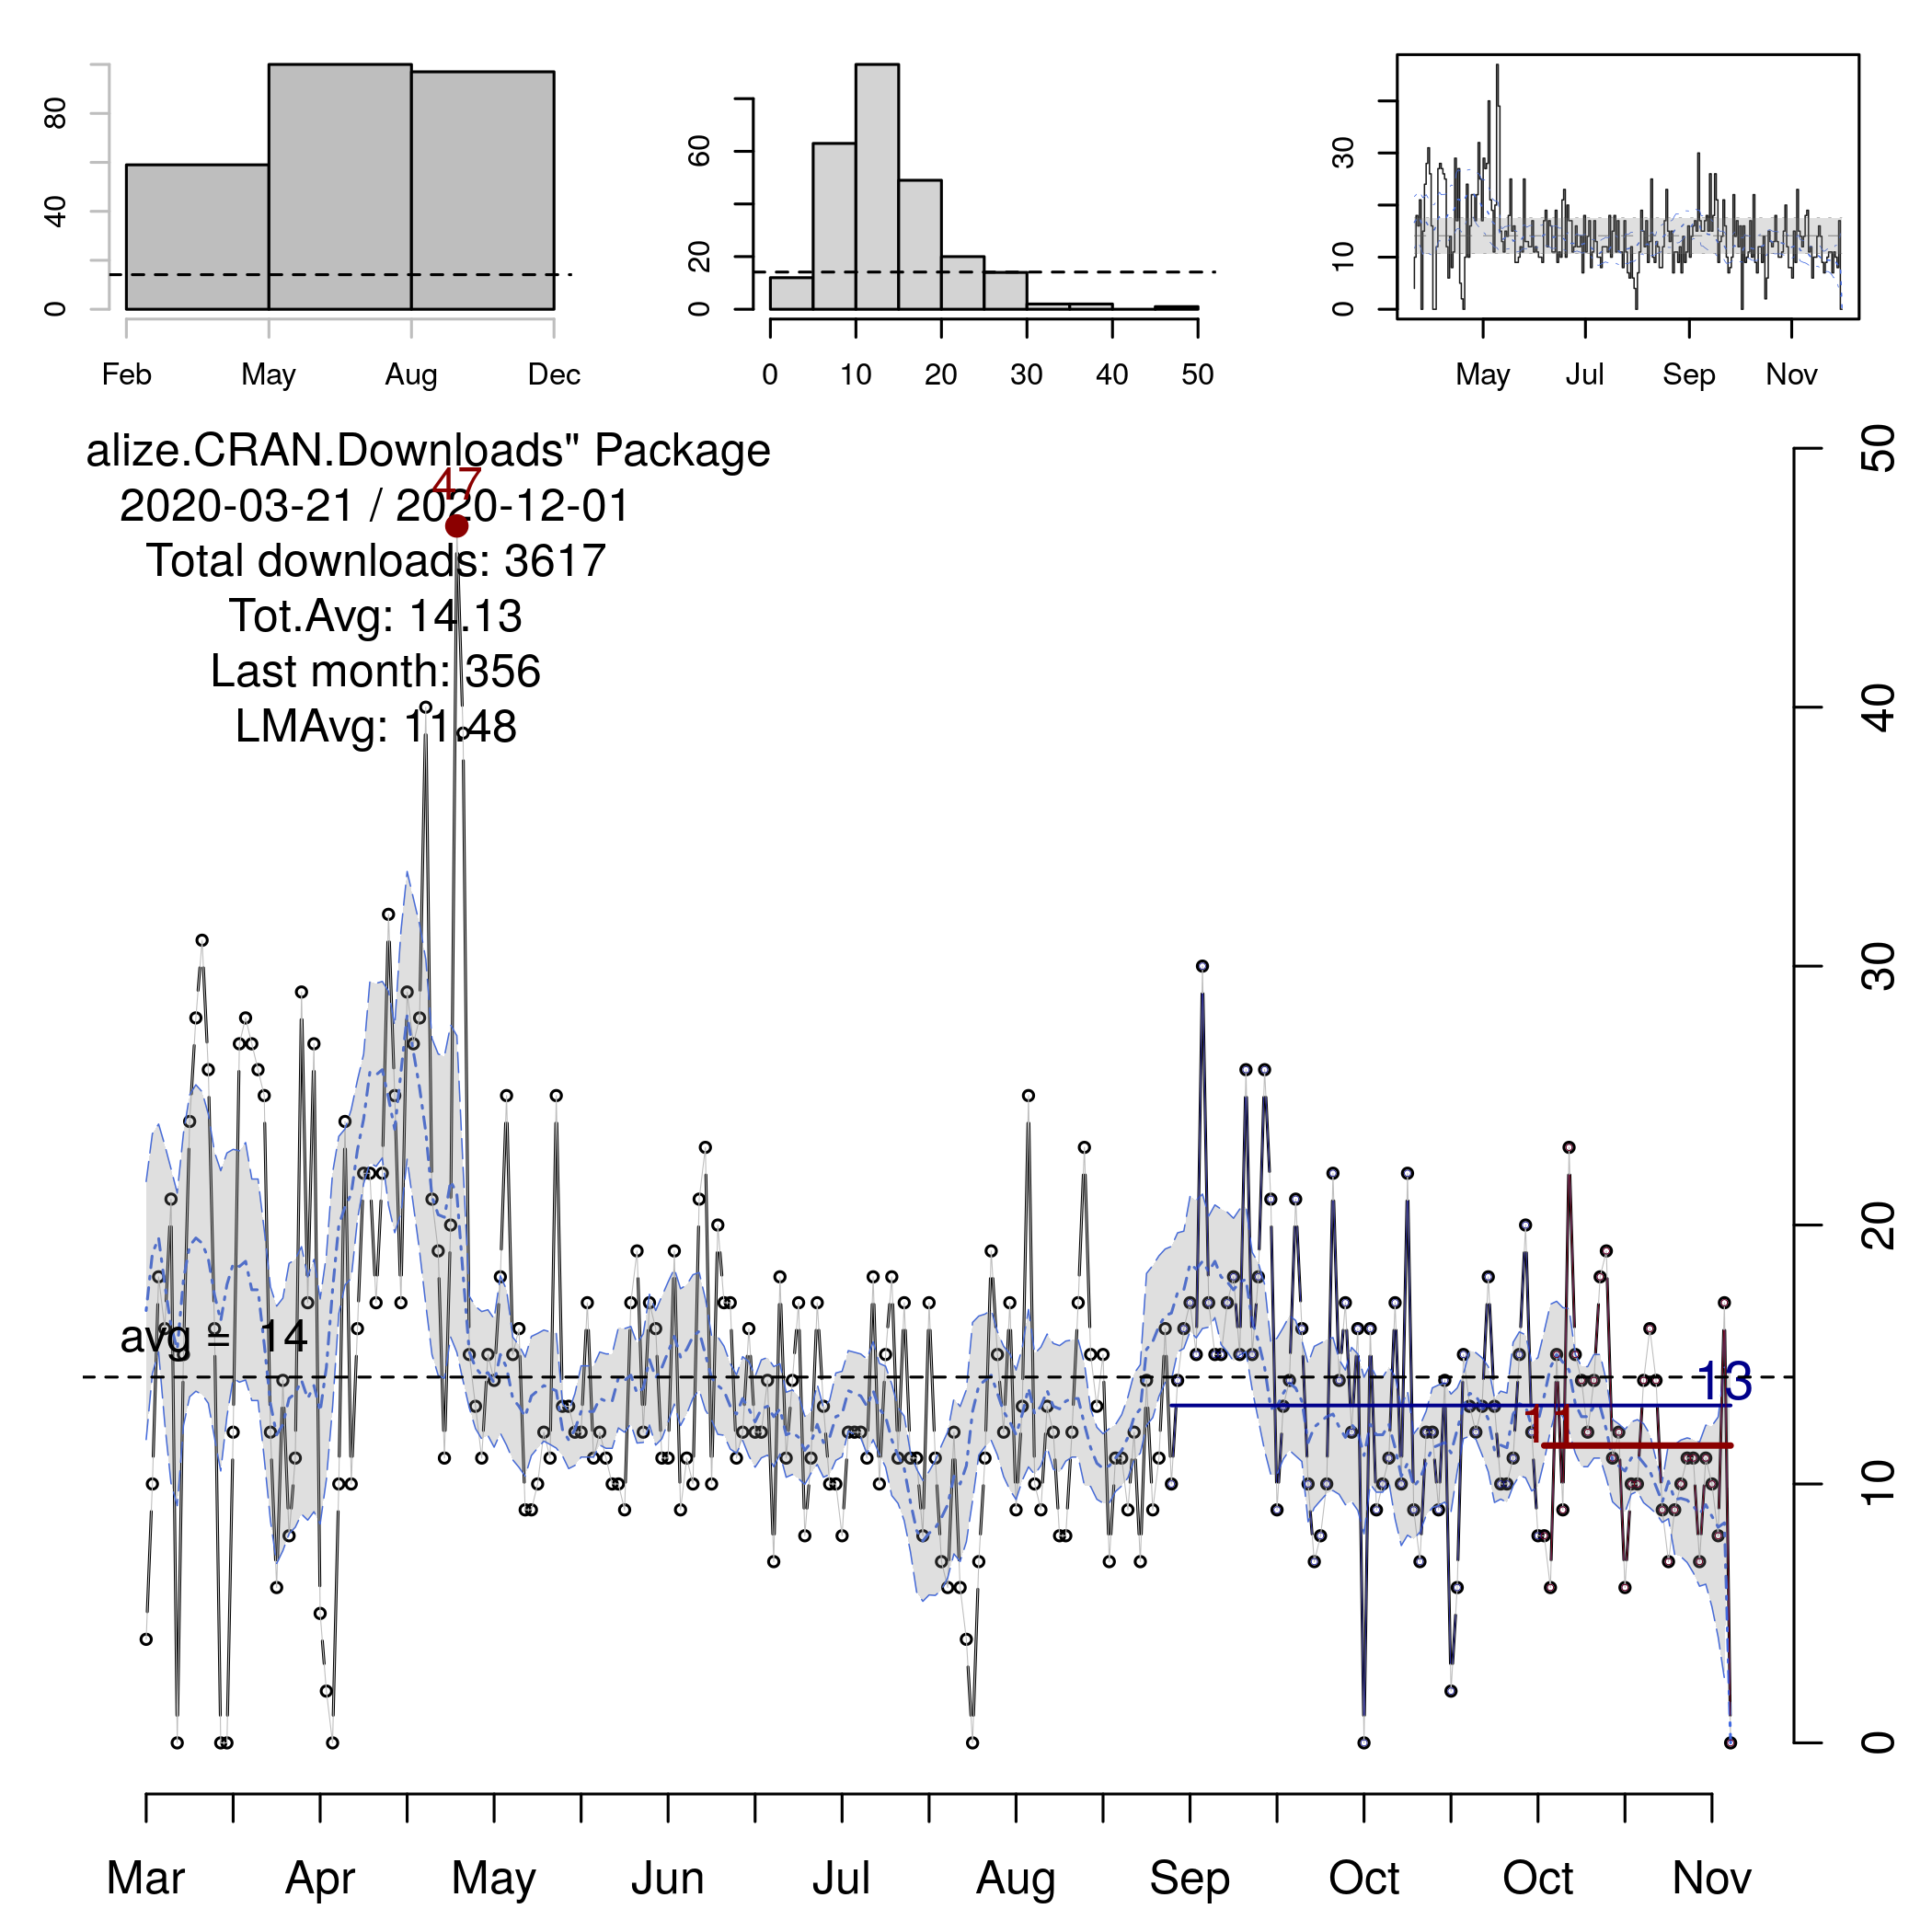 80
40
0
Feb May Aug Dec
60
20
0
0 10 20 30 40 50
30
10
0
May Jul Sep Nov
alize.CRAN.Downloads" Package
47
2020-03-21 / 2020-12-01
Total downloads: 3617
Tot.Avg: 14.13
Last month: 356
LMAvg: 11.48
avg = 14
13
11
50
40
30
20
10
0
Mar Apr May Jun Jul Aug Sep Oct Oct Nov